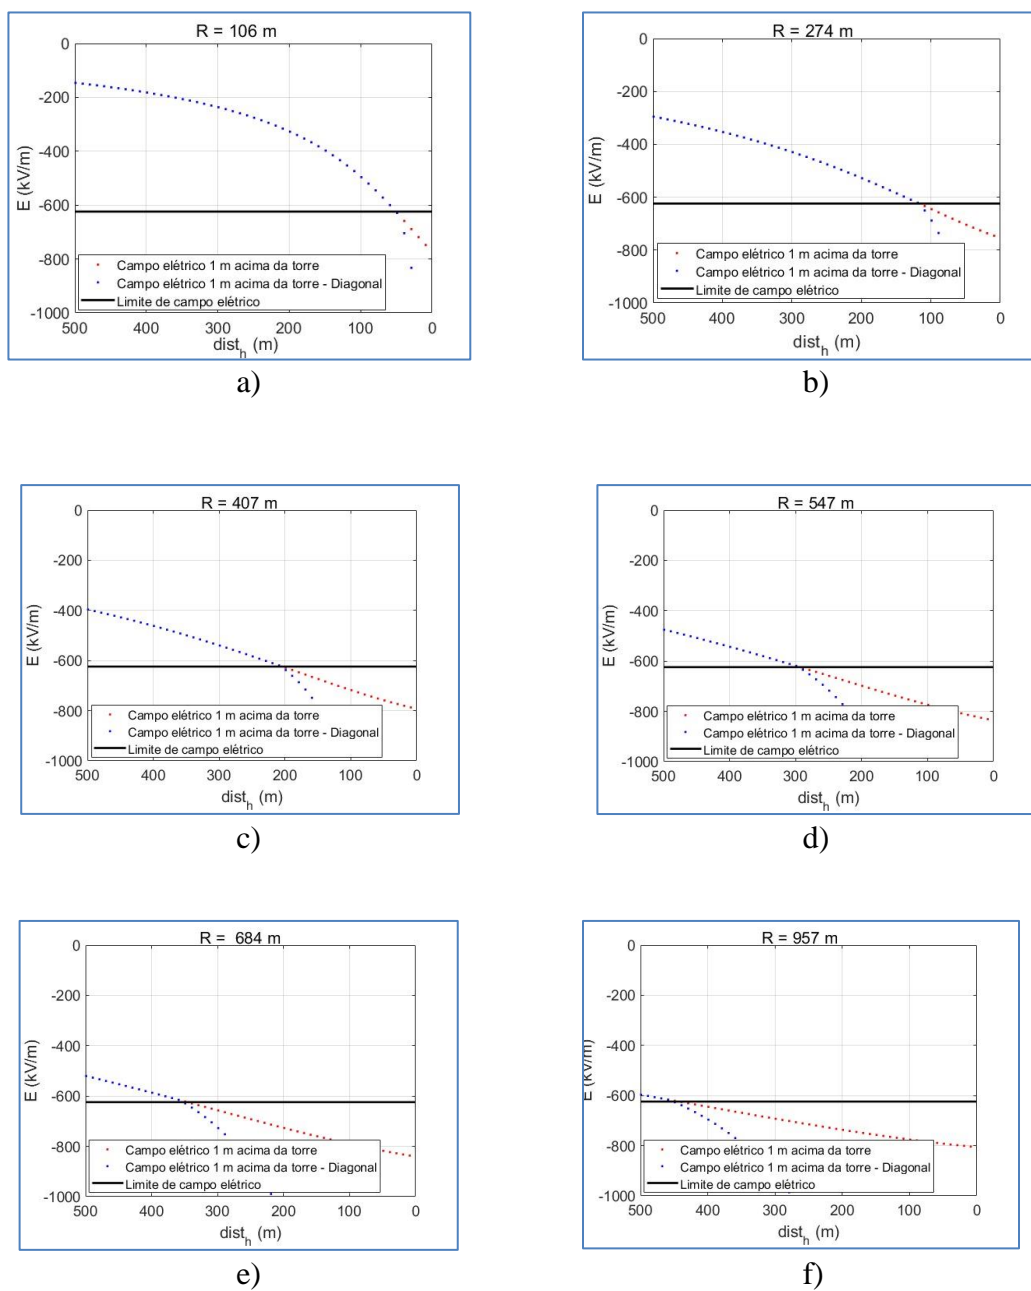 R = 106 m
0
-200
-400
-600
-800
-1000
E (kV/m)
Campo elétrico 1 m acima da torre
Campo elétrico 1 m acima da torre - Diagonal
Limite de campo elétrico
500 400 300 200 100 0
dist_h (m)
a)
R = 274 m
0
-200
-400
-600
-800
-1000
E (kV/m)
Campo elétrico 1 m acima da torre
Campo elétrico 1 m acima da torre - Diagonal
Limite de campo elétrico
500 400 300 200 100 0
dist_h (m)
b)
R = 407 m
0
-200
-400
-600
-800
-1000
E (kV/m)
Campo elétrico 1 m acima da torre
Campo elétrico 1 m acima da torre - Diagonal
Limite de campo elétrico
500 400 300 200 100 0
dist_h (m)
c)
R = 547 m
0
-200
-400
-600
-800
-1000
E (kV/m)
Campo elétrico 1 m acima da torre
Campo elétrico 1 m acima da torre - Diagonal
Limite de campo elétrico
500 400 300 200 100 0
dist_h (m)
d)
R = 684 m
0
-200
-400
-600
-800
-1000
E (kV/m)
Campo elétrico 1 m acima da torre
Campo elétrico 1 m acima da torre - Diagonal
Limite de campo elétrico
500 400 300 200 100 0
dist_h (m)
e)
R = 957 m
0
-200
-400
-600
-800
-1000
E (kV/m)
Campo elétrico 1 m acima da torre
Campo elétrico 1 m acima da torre - Diagonal
Limite de campo elétrico
500 400 300 200 100 0
dist_h (m)
f)